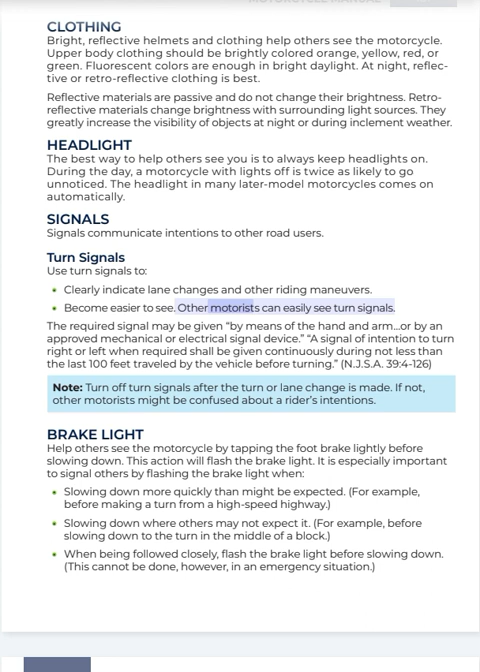 MOTORCYCLE MANUAL
CLOTHING
Bright, reflective helmets and clothing help others see the motorcycle.
Upper body clothing should be brightly colored orange, yellow, red, or
green. Fluorescent colors are enough in bright daylight. At night, reflec-
tive or retro-reflective clothing is best.
Reflective materials are passive and do not change their brightness. Retro-
reflective materials change brightness with surrounding light sources. They
greatly increase the visibility of objects at night or during inclement weather.
HEADLIGHT
The best way to help others see you is to always keep headlights on.
During the day, a motorcycle with lights off is twice as likely to go
unnoticed. The headlight in many later-model motorcycles comes on
automatically.
SIGNALS
Signals communicate intentions to other road users.
Turn Signals
Use turn signals to:
• Clearly indicate lane changes and other riding maneuvers.
• Become easier to see. Other motorists can easily see turn signals.
The required signal may be given “by means of the hand and arm...or by an
approved mechanical or electrical signal device.” “A signal of intention to turn
right or left when required shall be given continuously during not less than
the last 100 feet traveled by the vehicle before turning.” (N.J.S.A. 39:4-126)
Note: Turn off turn signals after the turn or lane change is made. If not,
other motorists might be confused about a rider’s intentions.
BRAKE LIGHT
Help others see the motorcycle by tapping the foot brake lightly before
slowing down. This action will flash the brake light. It is especially important
to signal others by flashing the brake light when:
• Slowing down more quickly than might be expected. (For example,
before making a turn from a high-speed highway.)
• Slowing down where others may not expect it. (For example, before
slowing down to the turn in the middle of a block.)
• When being followed closely, flash the brake light before slowing down.
(This cannot be done, however, in an emergency situation.)